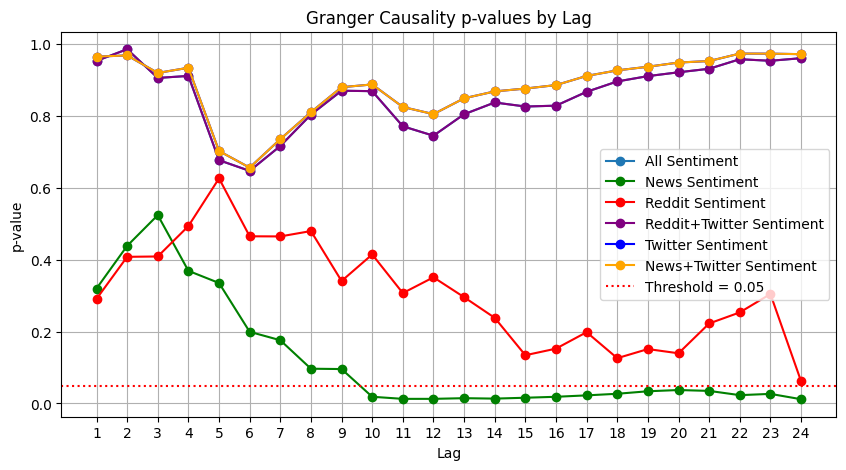 Granger Causality p-values by Lag
1.0
0.8
0.6
0.4
0.2
0.0
p-value
All Sentiment
News Sentiment
Reddit Sentiment
Reddit+Twitter Sentiment
Twitter Sentiment
News+Twitter Sentiment
Threshold = 0.05
1 2 3 4 5 6 7 8 9 10 11 12 13 14 15 16 17 18 19 20 21 22 23 24
Lag